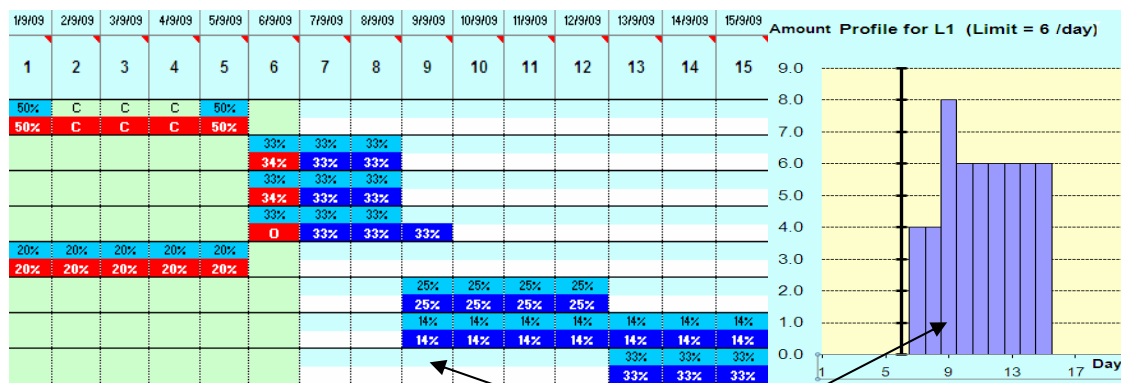 1/9/09 2/9/09 3/9/09 4/9/09 5/9/09 6/9/09 7/9/09 8/9/09 9/9/09 10/9/09 11/9/09 12/9/09 13/9/09 14/9/09 15/9/09
1 2 3 4 5 6 7 8 9 10 11 12 13 14 15
50% C C C 50%
50% C C C 50%
33% 33% 33%
34% 33% 33%
33% 33% 33%
34% 33% 33%
33% 33% 33%
0 33% 33% 33%
20% 20% 20% 20% 20%
20% 20% 20% 20% 20%
25% 25% 25% 25%
25% 25% 25% 25%
14% 14% 14% 14% 14% 14% 14%
14% 14% 14% 14% 14% 14% 14%
33% 33% 33%
33% 33% 33%
Amount Profile for L1 (Limit = 6 /day)
9.0
8.0
7.0
6.0
5.0
4.0
3.0
2.0
1.0
0.0
1 5 9 13 17 Day